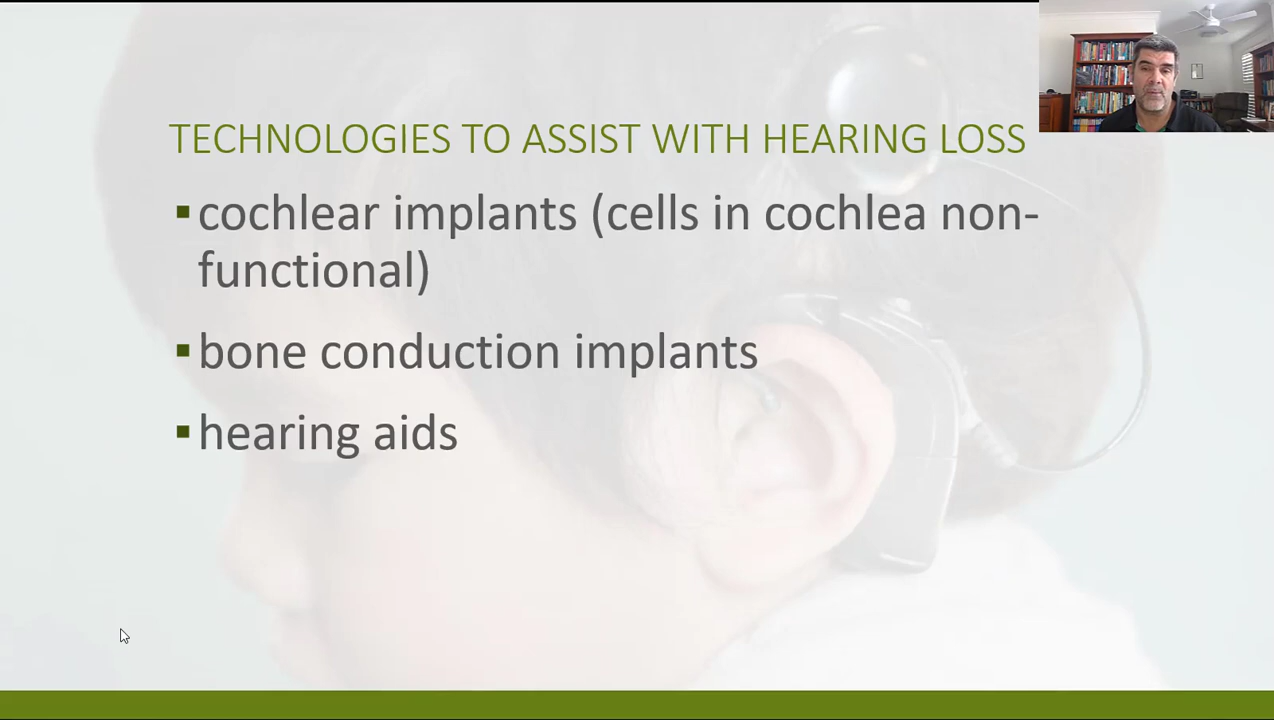 TECHNOLOGIES TO ASSIST WITH HEARING LOSS
▪cochlear implants (cells in cochlea non-
functional)
▪bone conduction implants
▪hearing aids